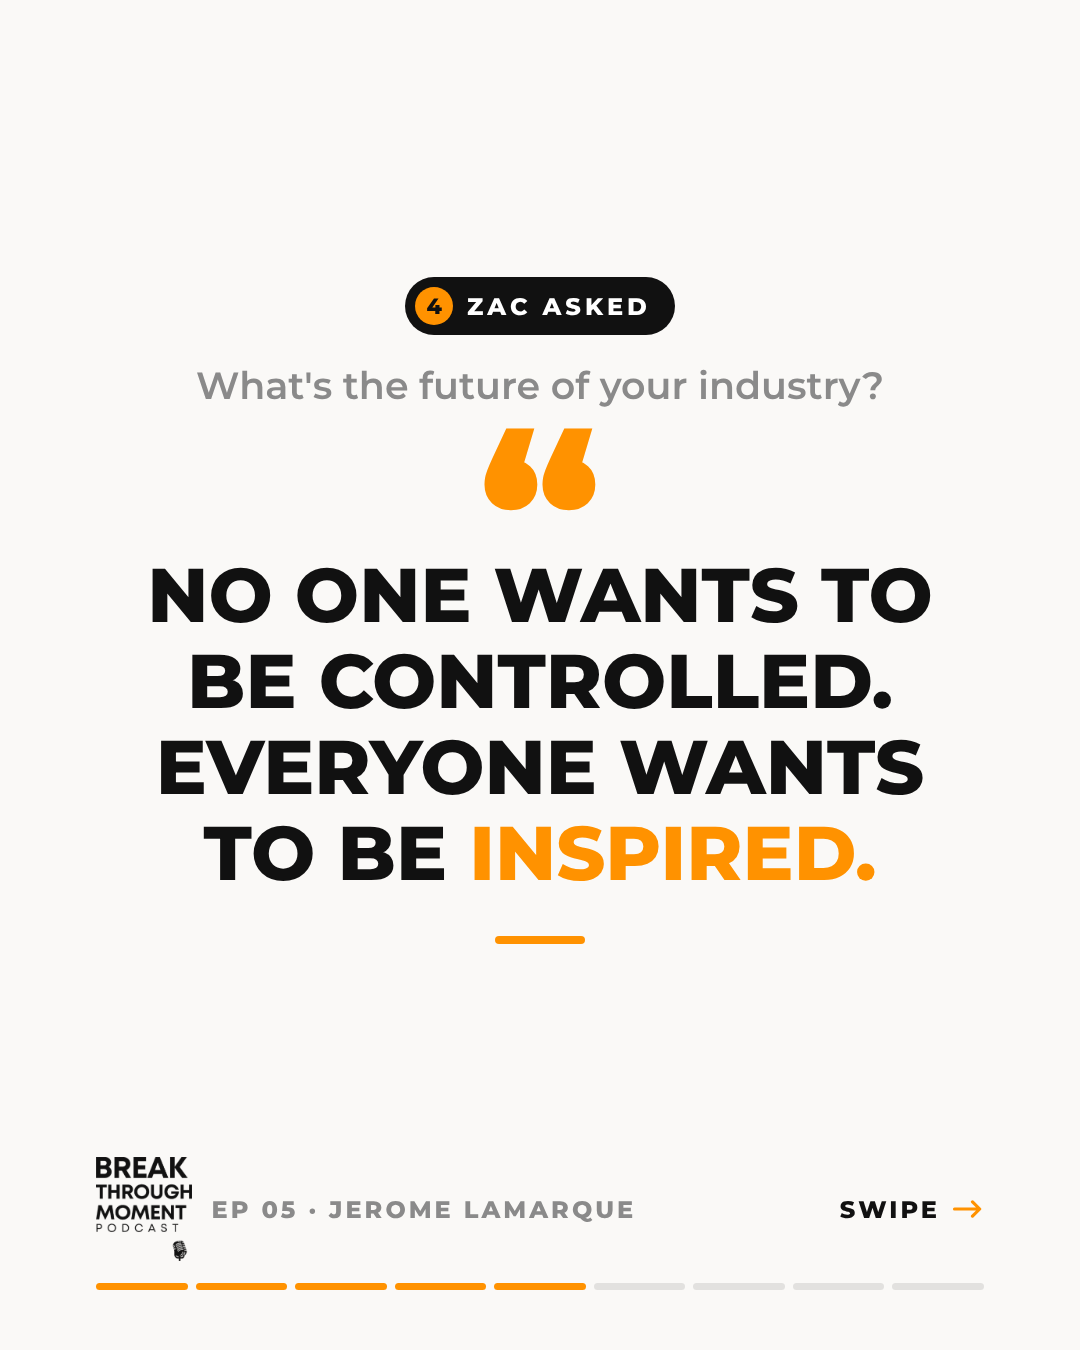 4 ZAC ASKED
What's the future of your industry?
“
NO ONE WANTS TO
BE CONTROLLED.
EVERYONE WANTS
TO BE INSPIRED.
BREAK
THROUGH
MOMENT
PODCAST
EP 05 · JEROME LAMARQUE
SWIPE →